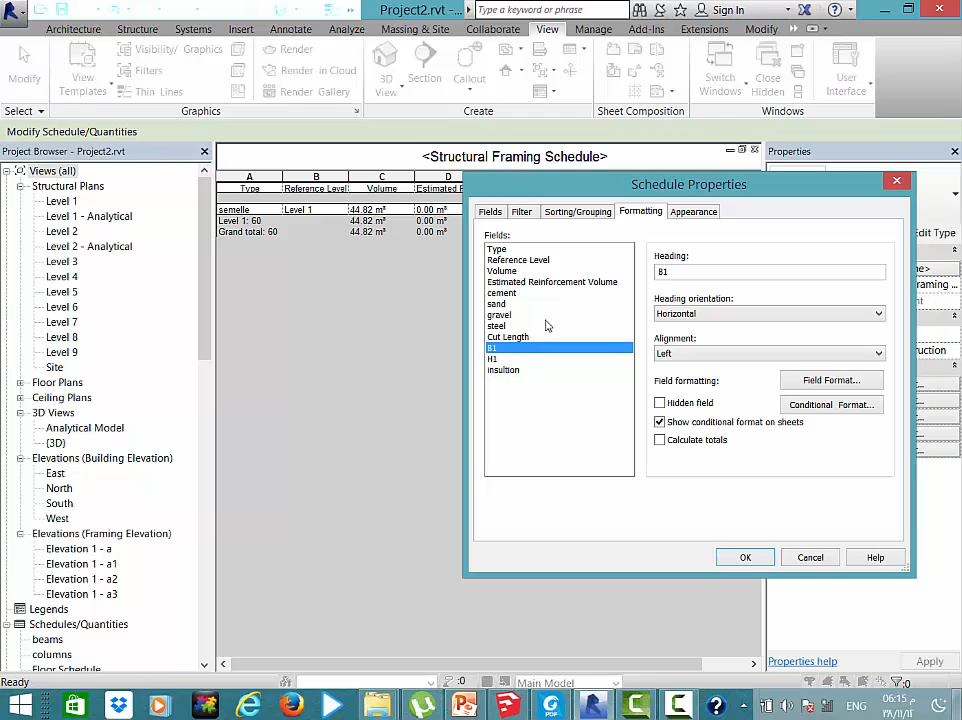 Project2.rvt -...
Type a keyword or phrase
Sign In
Architecture
Structure
Systems
Insert
Annotate
Analyze
Massing & Site
Collaborate
View
Manage
Add-Ins
Extensions
Modify
Modify
View
Templates
Visibility/ Graphics
Filters
Thin Lines
Render
Render in Cloud
Render Gallery
3D
View
Section
Callout
Switch
Windows
Close
Hidden
User
Interface
Select
Graphics
Create
Sheet Composition
Windows
Modify Schedule/Quantities
Project Browser - Project2.rvt
Views (all)
Structural Plans
Level 1
Level 1 - Analytical
Level 2
Level 2 - Analytical
Level 3
Level 4
Level 5
Level 6
Level 7
Level 8
Level 9
Site
Floor Plans
Ceiling Plans
3D Views
Analytical Model
{3D}
Elevations (Building Elevation)
East
North
South
West
Elevations (Framing Elevation)
Elevation 1 - a
Elevation 1 - a1
Elevation 1 - a2
Elevation 1 - a3
Legends
Schedules/Quantities
beams
columns
Floor Schedule
<Structural Framing Schedule>
A B C D
Type Reference Level Volume Estimated R
semelle Level 1 44.82 m³ 0.00 m³
Level 1: 60 44.82 m³ 0.00 m³
Grand total: 60 44.82 m³ 0.00 m³
Schedule Properties
Fields
Filter
Sorting/Grouping
Formatting
Appearance
Fields:
Type
Reference Level
Volume
Estimated Reinforcement Volume
cement
sand
gravel
steel
Cut Length
B1
H1
insultion
Heading:
B1
Heading orientation:
Horizontal
Alignment:
Left
Field formatting:
Field Format...
Hidden field
Conditional Format...
Show conditional format on sheets
Calculate totals
OK
Cancel
Help
Properties
dit Type
e>
raming ...
ruction
Properties help
Apply
Ready
:0
Main Model
:0
ENG
06:15 م